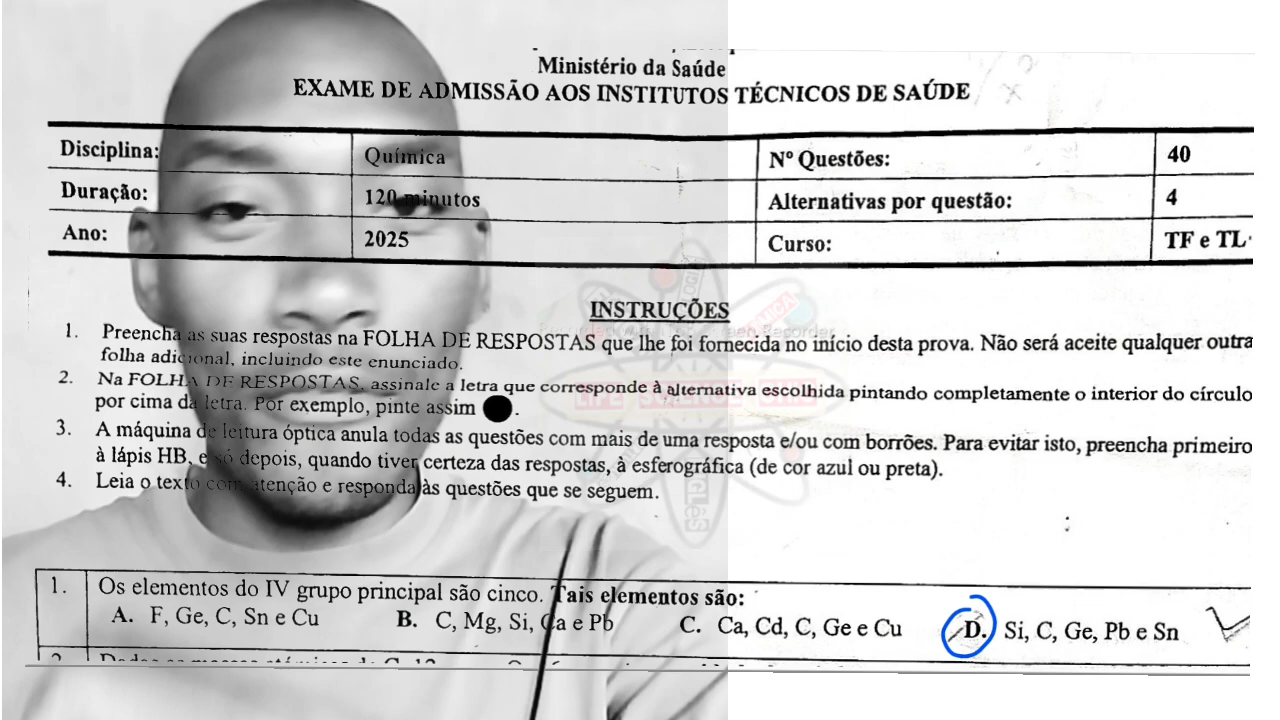 Ministério da Saúde
EXAME DE ADMISSÃO AOS INSTITUTOS TÉCNICOS DE SAÚDE
Disciplina: Química Nº Questões: 40
Duração: 120 minutos Alternativas por questão: 4
Ano: 2025 Curso: TF e TL
INSTRUÇÕES
1. Preencha as suas respostas na FOLHA DE RESPOSTAS que lhe foi fornecida no início desta prova. Não será aceite qualquer outra
folha adicional, incluindo este enunciado.
2. Na FOLHA DE RESPOSTAS, assinale a letra que corresponde à alternativa escolhida pintando completamente o interior do círculo
por cima da letra. Por exemplo, pinte assim ●.
3. A máquina de leitura óptica anula todas as questões com mais de uma resposta e/ou com borrões. Para evitar isto, preencha primeiro
à lápis HB, e só depois, quando tiver certeza das respostas, à esferográfica (de cor azul ou preta).
4. Leia o texto com atenção e responda às questões que se seguem.
LIFE SCIENCE ONE
QUÍMICA
INGLÊS
1. Os elementos do IV grupo principal são cinco. Tais elementos são:
A. F, Ge, C, Sn e Cu B. C, Mg, Si, Ca e Pb C. Ca, Cd, C, Ge e Cu D. Si, C, Ge, Pb e Sn